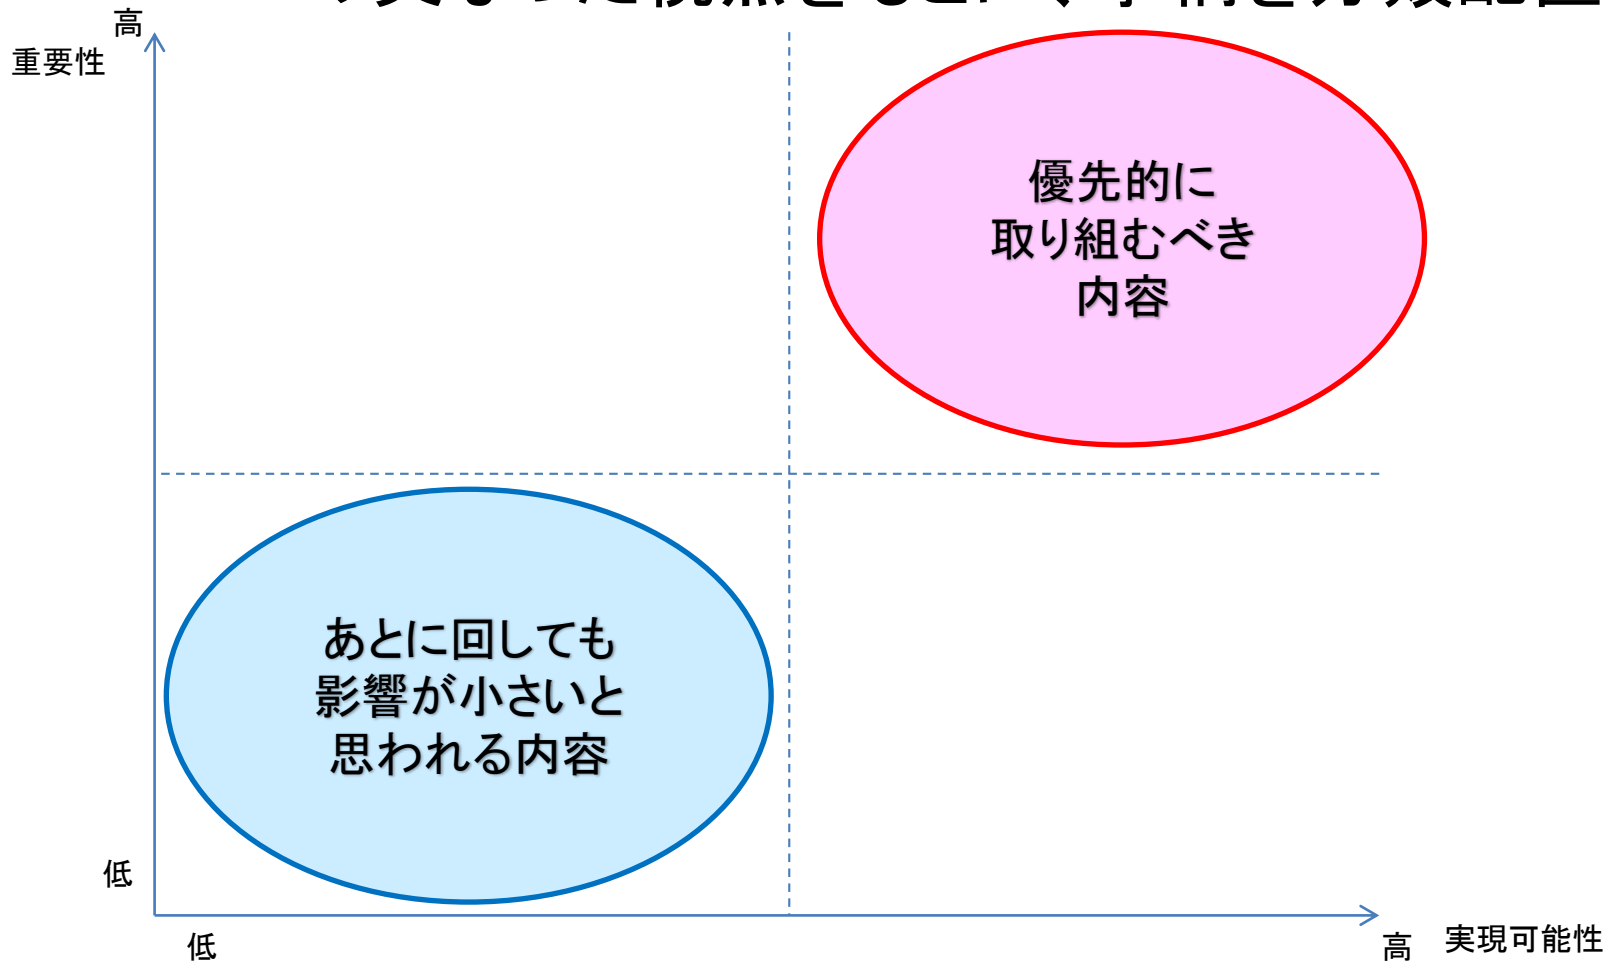 高
重要性
優先的に
取り組むべき
内容
あとに回しても
影響が小さいと
思われる内容
低
低
高
実現可能性